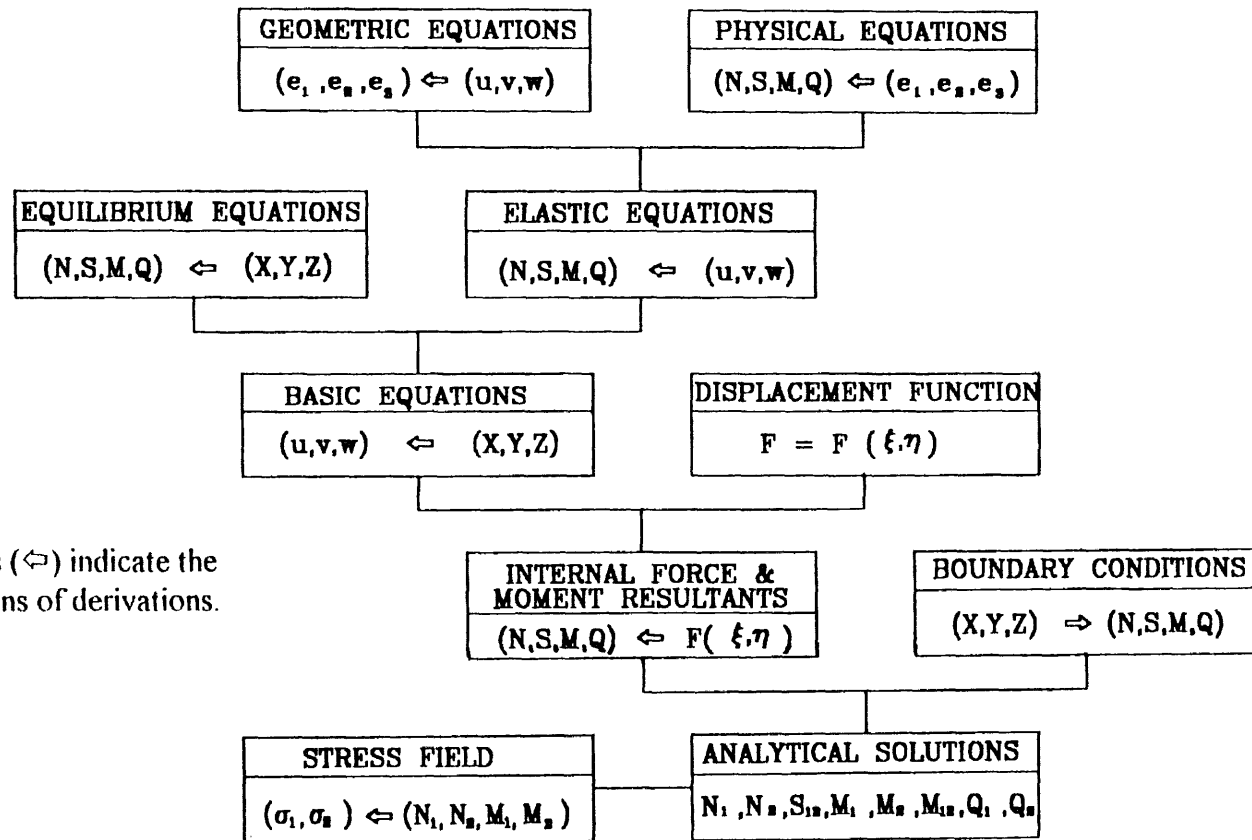 GEOMETRIC EQUATIONS
(e₁,e₂,e₃) ⇐ (u,v,w)
PHYSICAL EQUATIONS
(N,S,M,Q) ⇐ (e₁,e₂,e₃)
EQUILIBRIUM EQUATIONS
(N,S,M,Q) ⇐ (X,Y,Z)
ELASTIC EQUATIONS
(N,S,M,Q) ⇐ (u,v,w)
BASIC EQUATIONS
(u,v,w) ⇐ (X,Y,Z)
DISPLACEMENT FUNCTION
F = F (ξ,η)
s (⇐) indicate the
ns of derivations.
INTERNAL FORCE &
MOMENT RESULTANTS
(N,S,M,Q) ⇐ F( ξ,η )
BOUNDARY CONDITIONS
(X,Y,Z) ⇒ (N,S,M,Q)
STRESS FIELD
(σ₁,σ₂) ⇐ (N₁,N₂,M₁,M₂)
ANALYTICAL SOLUTIONS
N₁,N₂,S₁₂,M₁,M₂,M₁₂,Q₁,Q₂